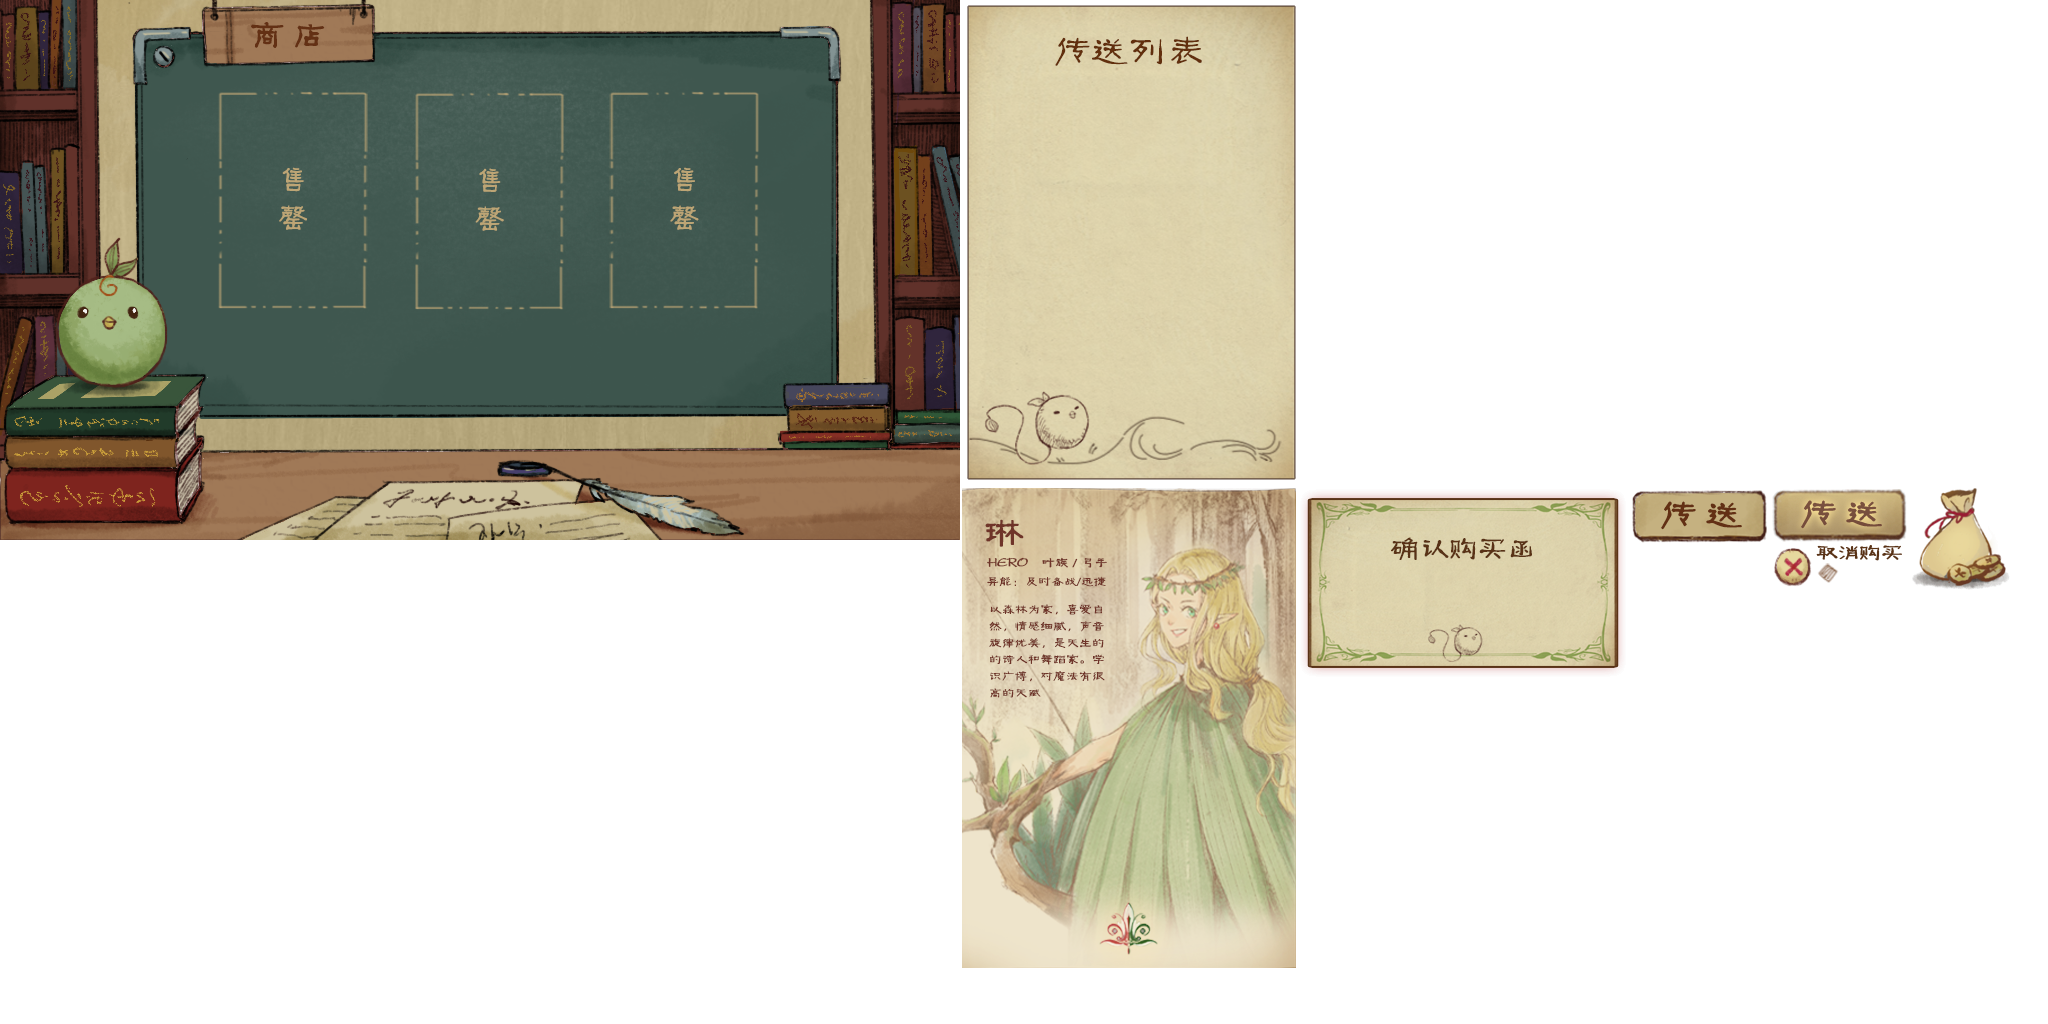 商店
售罄
售罄
售罄
传送列表
琳
HERO 叶族 / 弓手
异能：及时备战/迅捷
以森林为家，喜爱自
然，情感细腻，声音
旋律优美，是天生的
的诗人和舞蹈家。学
识广博，对魔法有很
高的天赋
确认购买函
传送
传送
取消购买